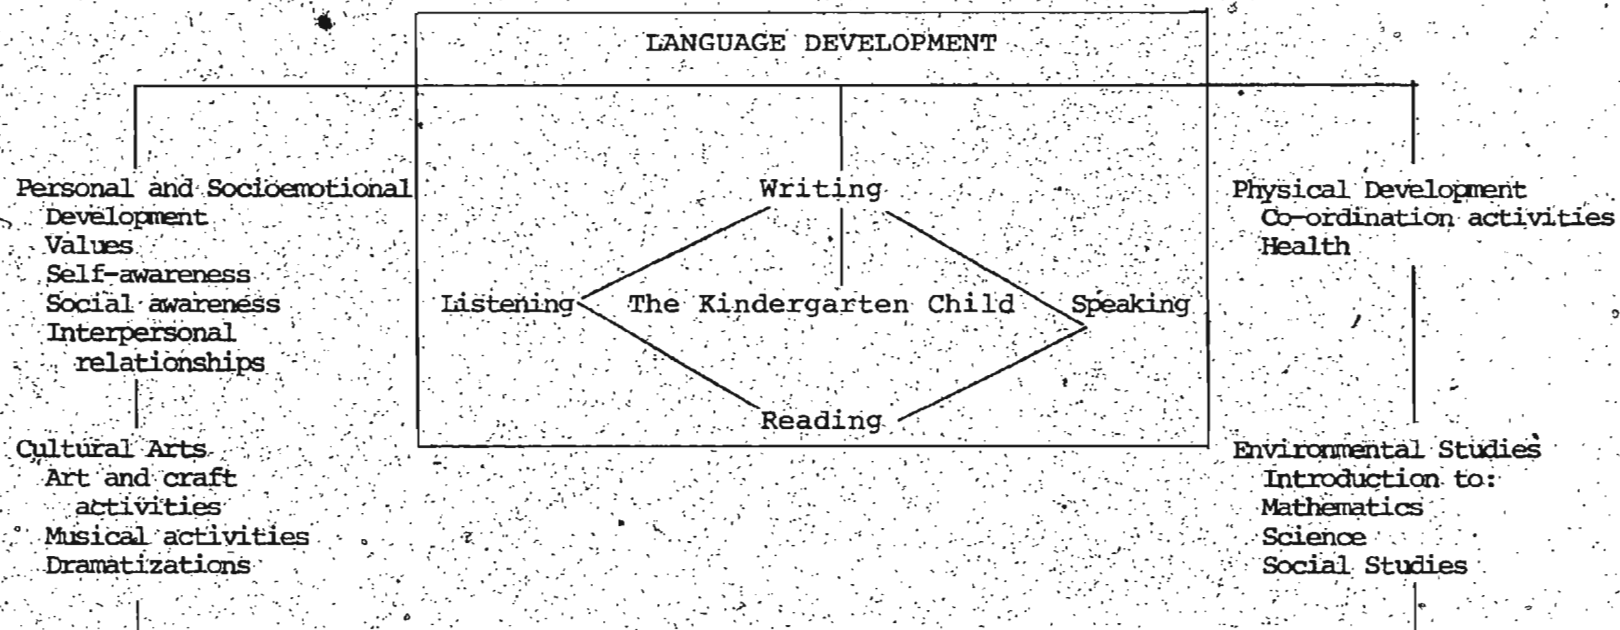 LANGUAGE DEVELOPMENT
Personal and Socioemotional
Development
Values
Self-awareness
Social awareness
Interpersonal
relationships
Cultural Arts
Art and craft
activities
Musical activities
Dramatizations
Writing
Listening
The Kindergarten Child
Speaking
Reading
Physical Development
Co-ordination activities
Health
Environmental Studies
Introduction to:
Mathematics
Science
Social Studies